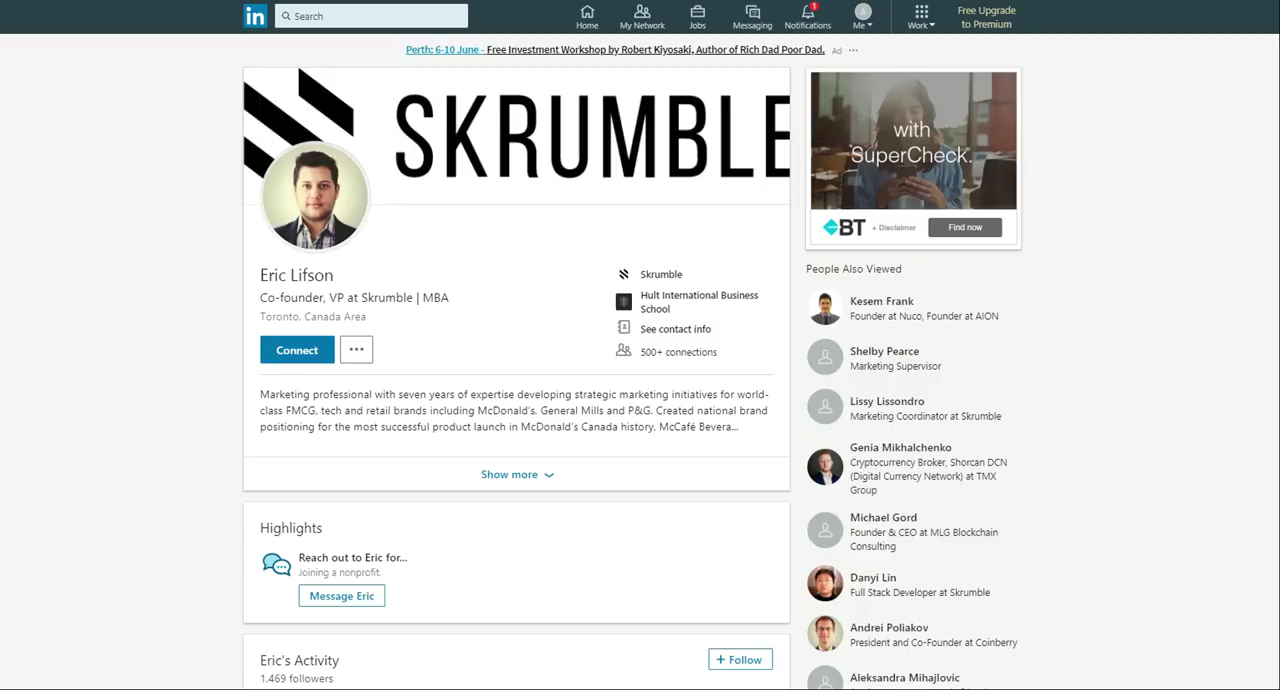 in
Search
Home
My Network
Jobs
Messaging
1
Notifications
Me
Work
Free Upgrade
to Premium
Perth: 6-10 June - Free Investment Workshop by Robert Kiyosaki, Author of Rich Dad Poor Dad. Ad ...
SKRUMBLE
Eric Lifson
Co-founder, VP at Skrumble | MBA
Toronto, Canada Area
Connect
...
Skrumble
Hult International Business
School
See contact info
500+ connections
Marketing professional with seven years of expertise developing strategic marketing initiatives for world-
class FMCG, tech and retail brands including McDonald's, General Mills and P&G. Created national brand
positioning for the most successful product launch in McDonald's Canada history. McCafé Bevera...
Show more
Highlights
Reach out to Eric for...
Joining a nonprofit.
Message Eric
Eric's Activity
1,469 followers
+ Follow
with
SuperCheck.
BT + Disclaimer
Find now
People Also Viewed
Kesem Frank
Founder at Nuco, Founder at AION
Shelby Pearce
Marketing Supervisor
Lissy Lissondro
Marketing Coordinator at Skrumble
Genia Mikhalchenko
Cryptocurrency Broker, Shorcan DCN
(Digital Currency Network) at TMX
Group
Michael Gord
Founder & CEO at MLG Blockchain
Consulting
Danyi Lin
Full Stack Developer at Skrumble
Andrei Poliakov
President and Co-Founder at Coinberry
Aleksandra Mihajlovic